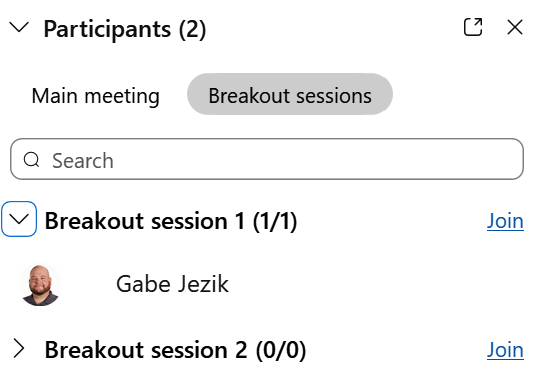 Participants (2)
Main meeting Breakout sessions
Search
Breakout session 1 (1/1) Join
Gabe Jezik
Breakout session 2 (0/0) Join